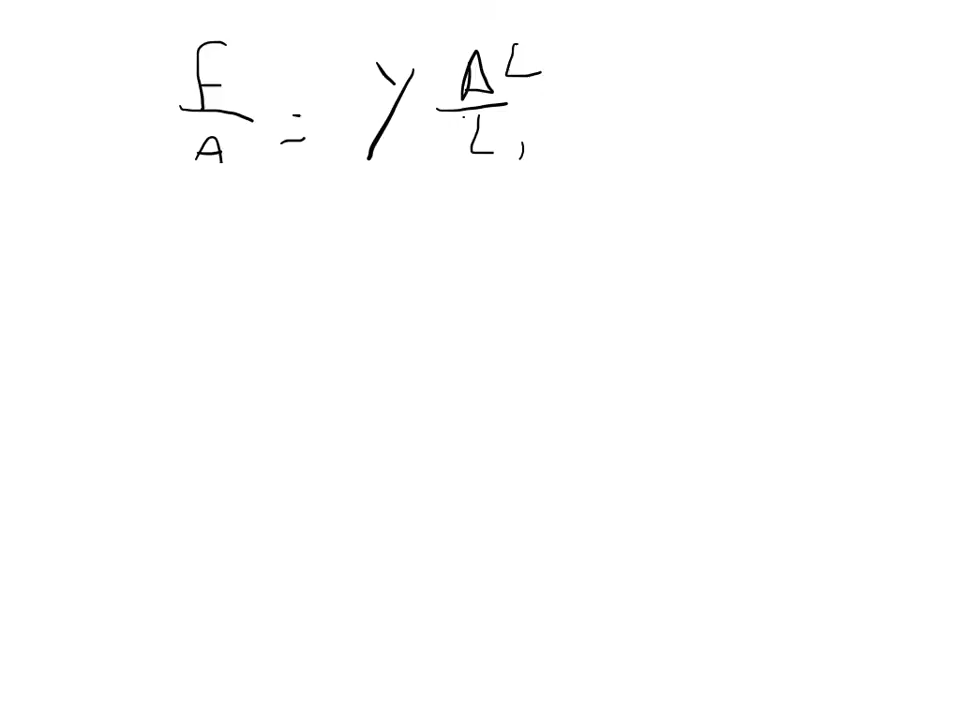 F/A = Y ΔL/L,